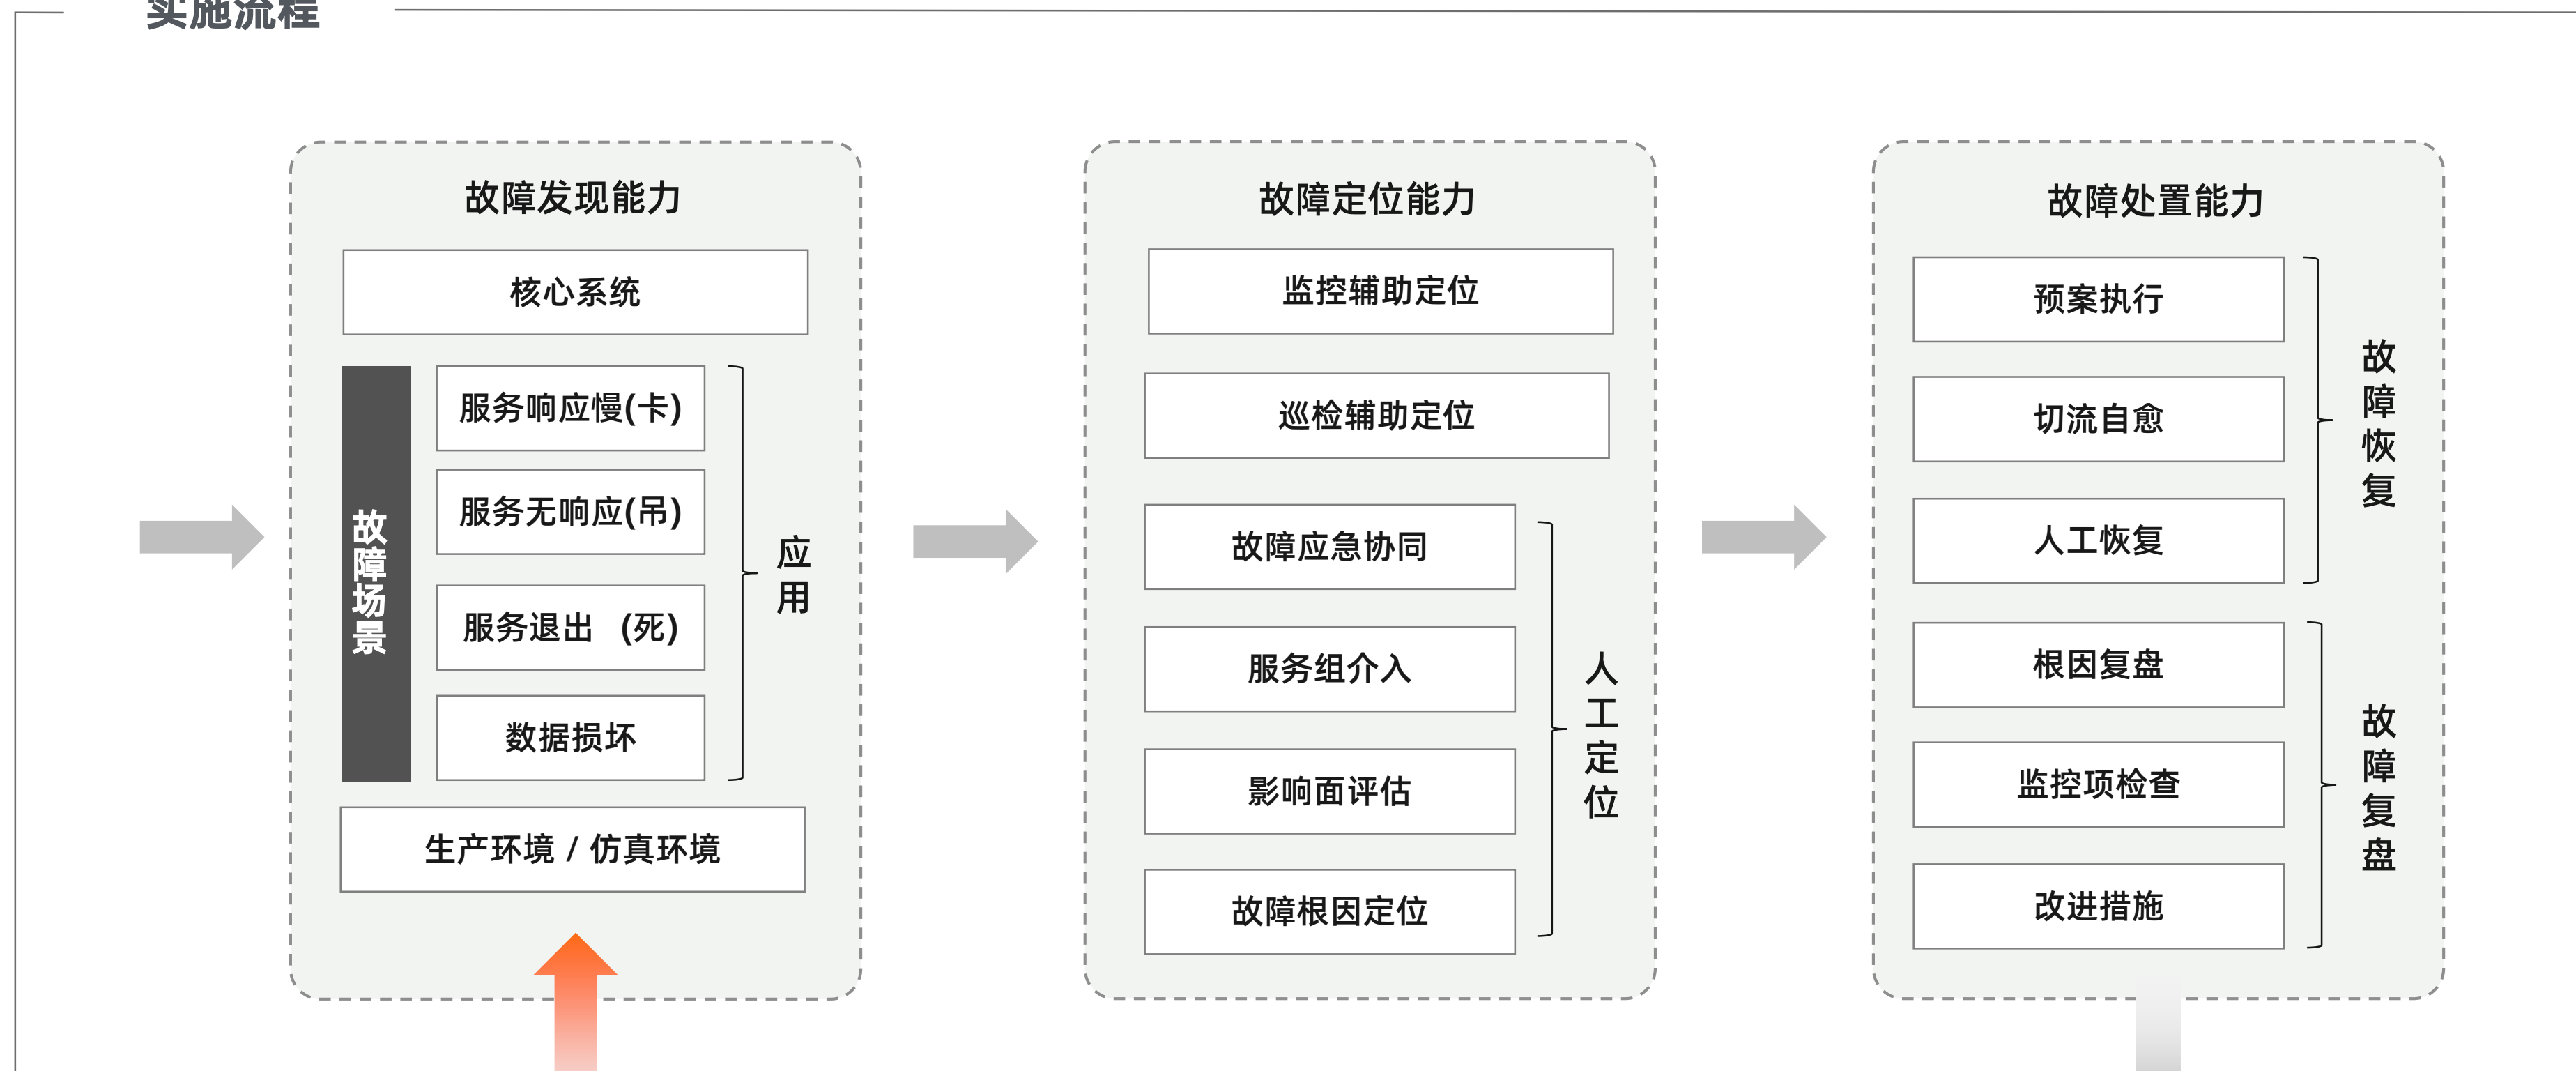 实施流程
故障发现能力
核心系统
故障场景
服务响应慢(卡)
服务无响应(吊)
服务退出 (死)
数据损坏
应用
生产环境 / 仿真环境
故障定位能力
监控辅助定位
巡检辅助定位
故障应急协同
服务组介入
影响面评估
故障根因定位
人工定位
故障处置能力
预案执行
切流自愈
人工恢复
故障恢复
根因复盘
监控项检查
改进措施
故障复盘